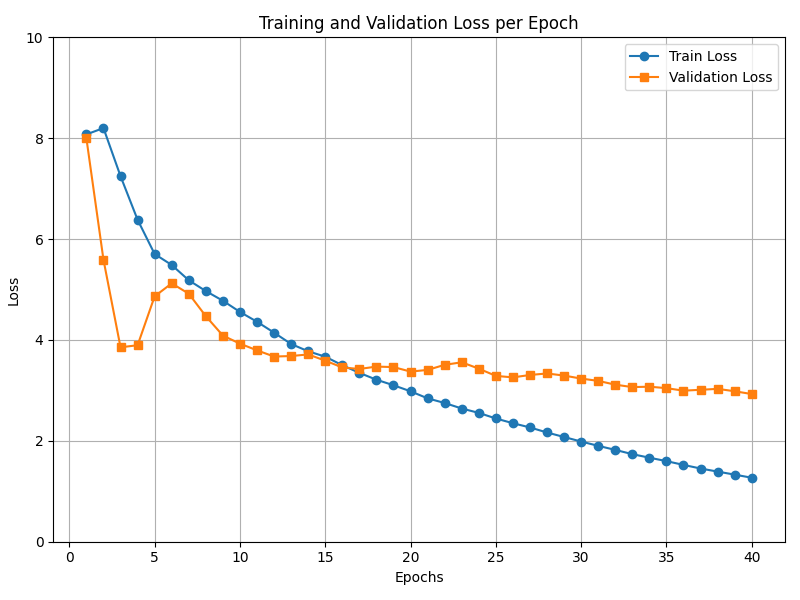 Training and Validation Loss per Epoch
Train Loss
Validation Loss
Loss
10
8
6
4
2
0
0 5 10 15 20 25 30 35 40
Epochs